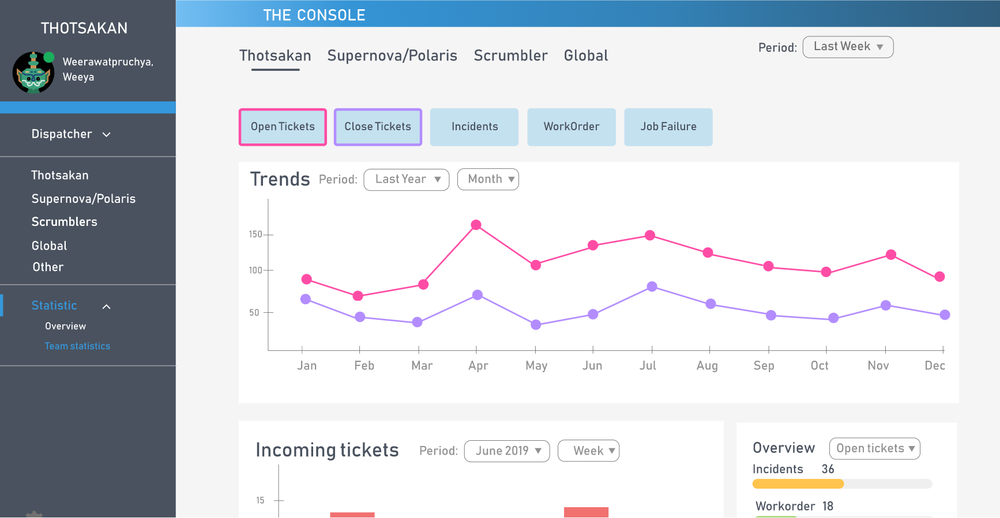 THOTSAKAN
Weerawatpruchya,
Weeya
Dispatcher
Thotsakan
Supernova/Polaris
Scrumblers
Global
Other
Statistic
Overview
Team statistics
THE CONSOLE
Thotsakan Supernova/Polaris Scrumbler Global
Period: Last Week
Open Tickets Close Tickets Incidents WorkOrder Job Failure
Trends Period: Last Year Month
150
100
50
Jan Feb Mar Apr May Jun Jul Aug Sep Oct Nov Dec
Incoming tickets Period: June 2019 Week
15
Overview Open tickets
Incidents 36
Workorder 18